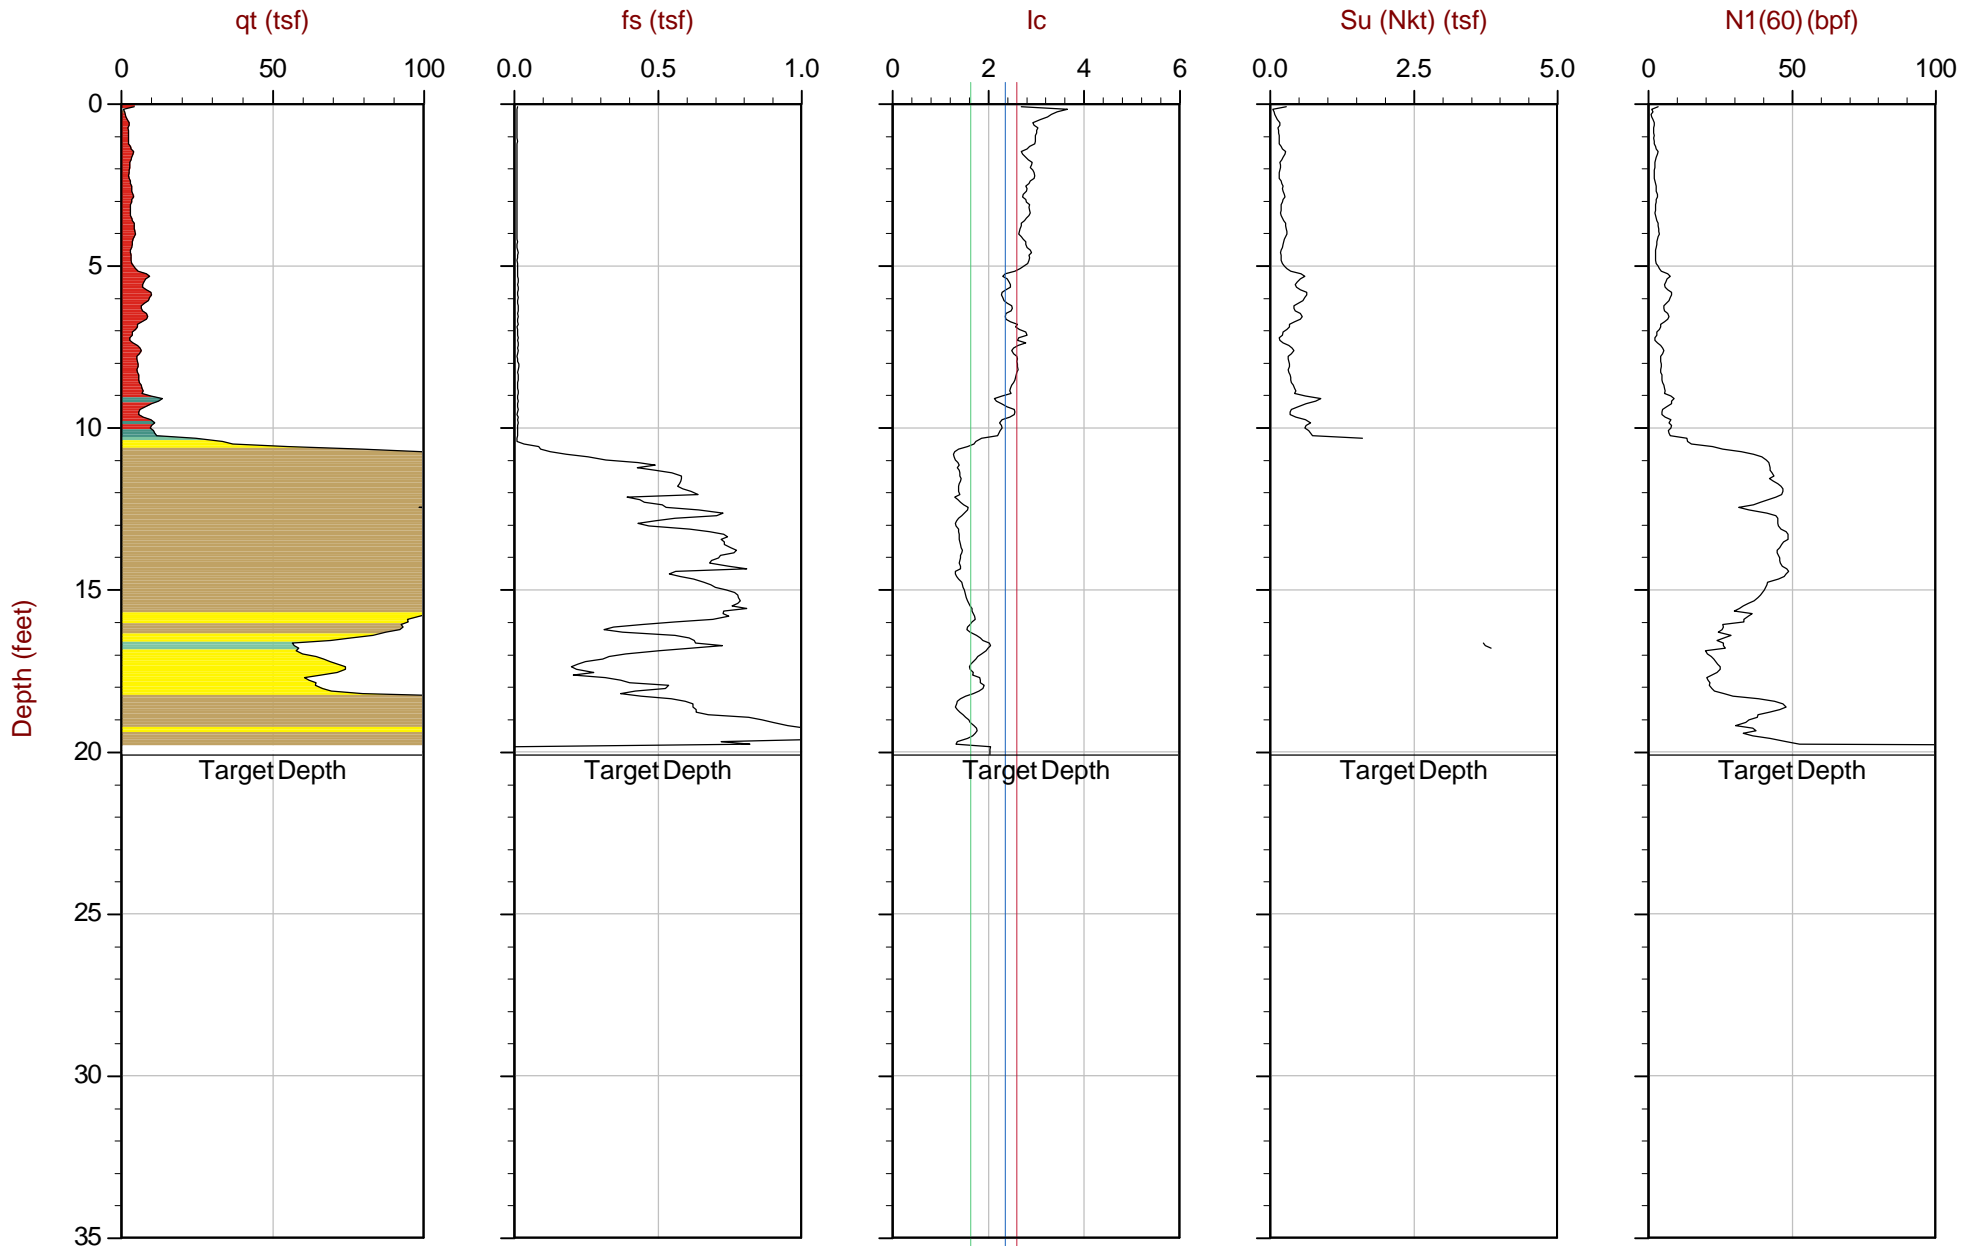 qt (tsf) fs (tsf) Ic Su (Nkt) (tsf) N1(60) (bpf)
0 50 100 0.0 0.5 1.0 0 2 4 6 0.0 2.5 5.0 0 50 100
0
5
10
15
Depth (feet)
20
Target Depth Target Depth Target Depth Target Depth Target Depth
25
30
35